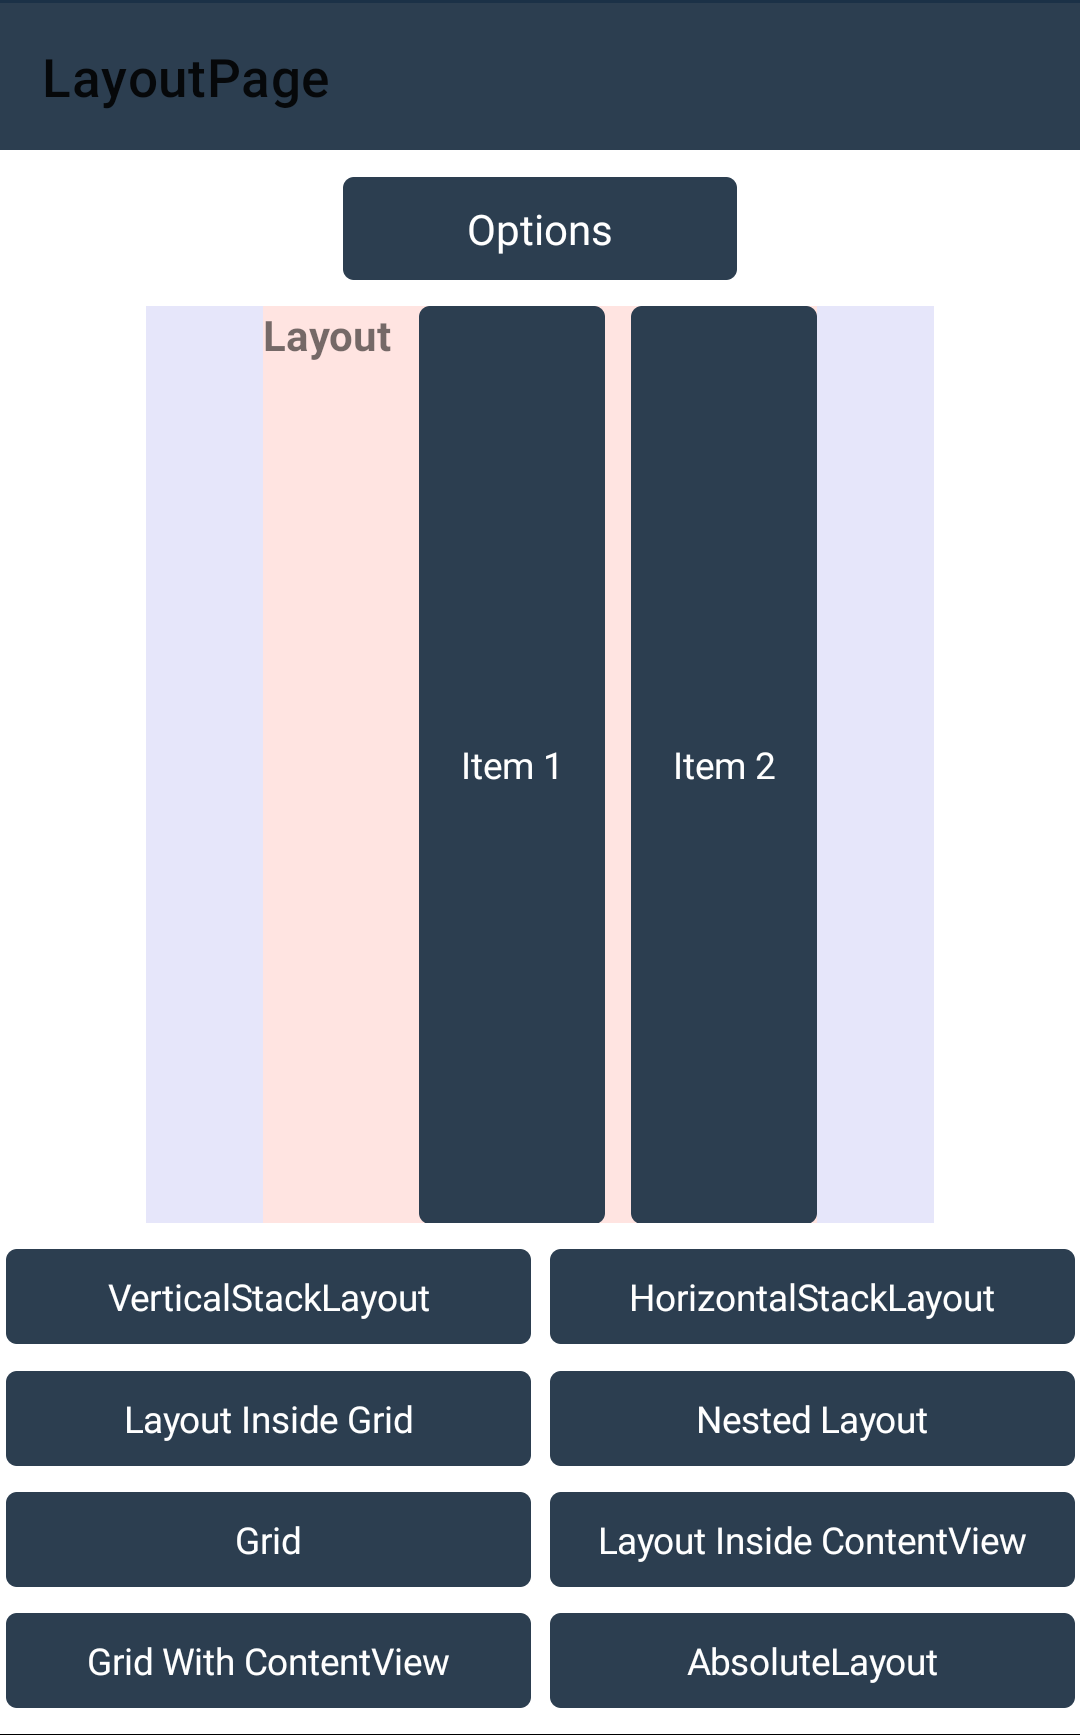 LayoutPage
Options
Layout
Item 1
Item 2
VerticalStackLayout
HorizontalStackLayout
Layout Inside Grid
Nested Layout
Grid
Layout Inside ContentView
Grid With ContentView
AbsoluteLayout